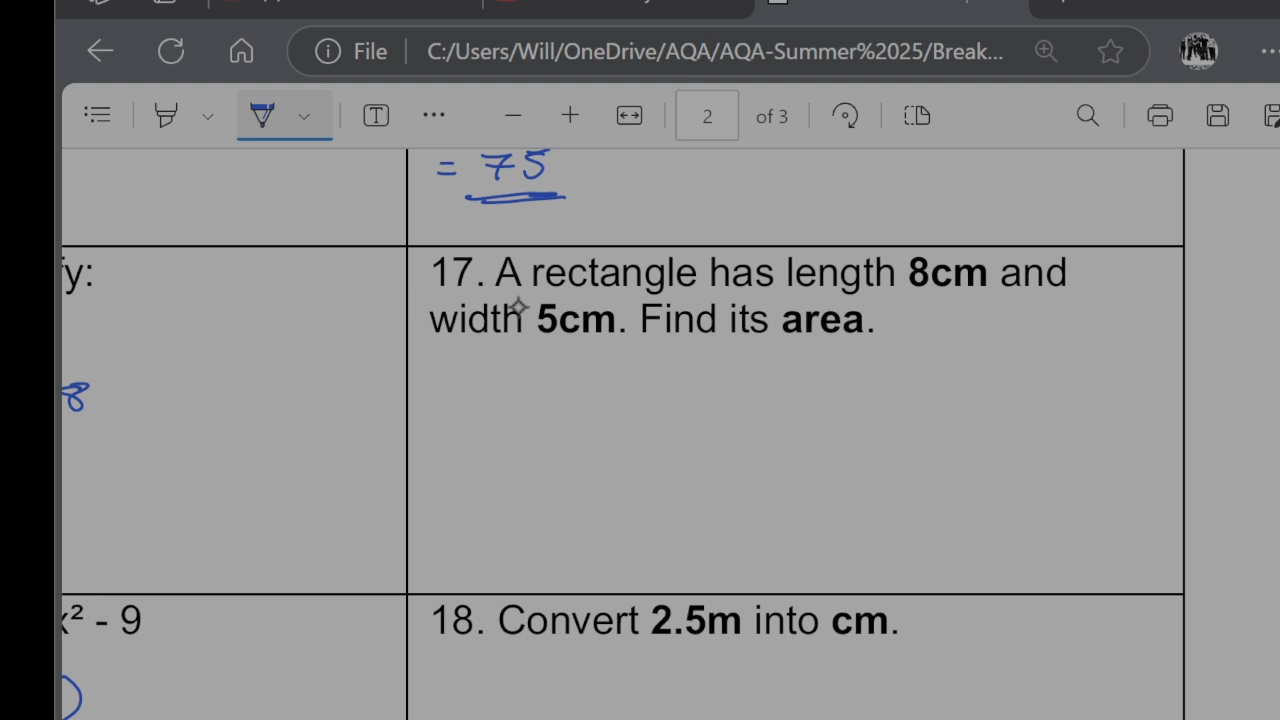 File
C:/Users/Will/OneDrive/AQA/AQA-Summer%2025/Break...
2 of 3
= 75
fy:
17. A rectangle has length 8cm and
width 5cm. Find its area.
8
x² - 9
18. Convert 2.5m into cm.